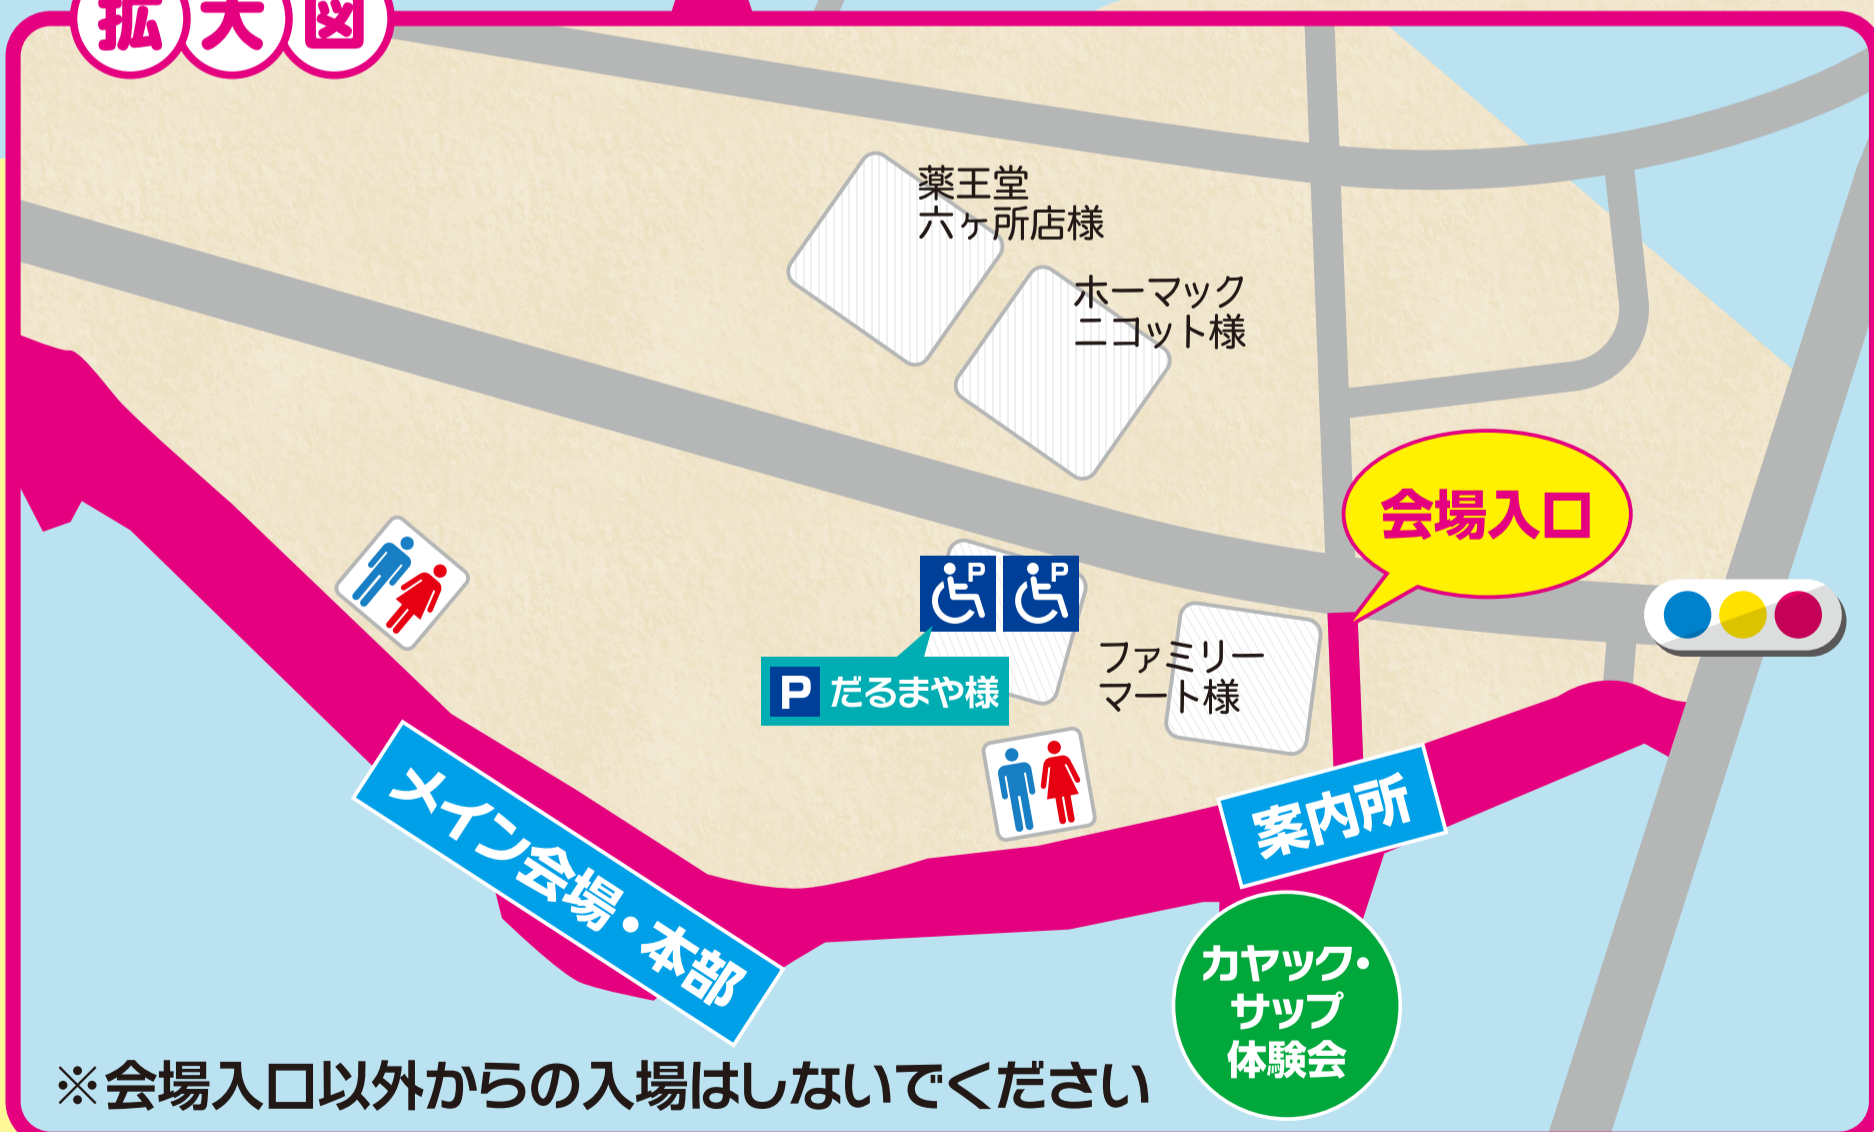 拡大図
薬王堂
六ヶ所店様
ホーマック
ニコット様
会場入口
P
P
P だるまや様
ファミリー
マート様
案内所
メイン会場・本部
カヤック・
サップ
体験会
※会場入口以外からの入場はしないでください